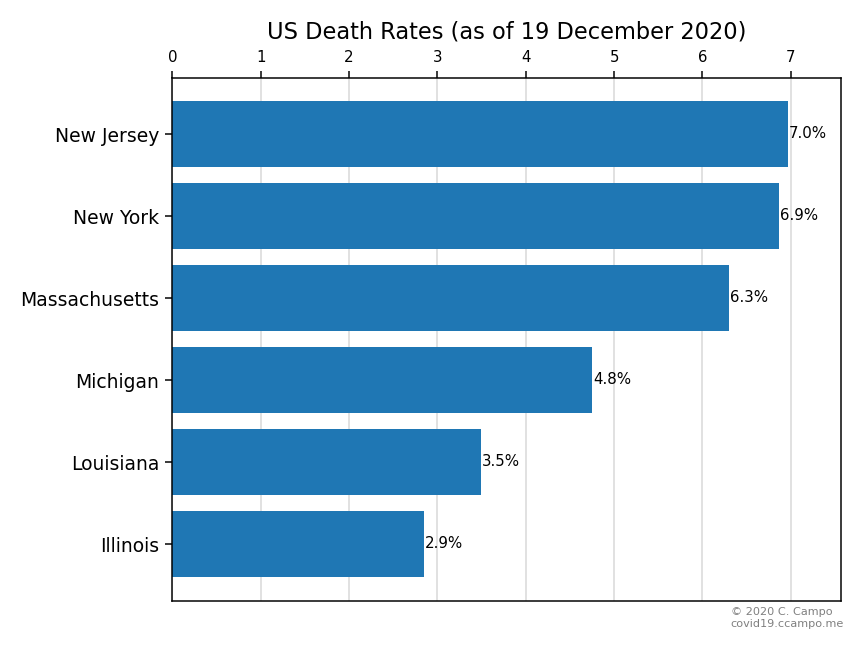 US Death Rates (as of 19 December 2020)
0 1 2 3 4 5 6 7
New Jersey 7.0%
New York 6.9%
Massachusetts 6.3%
Michigan 4.8%
Louisiana 3.5%
Illinois 2.9%
© 2020 C. Campo
covid19.ccampo.me